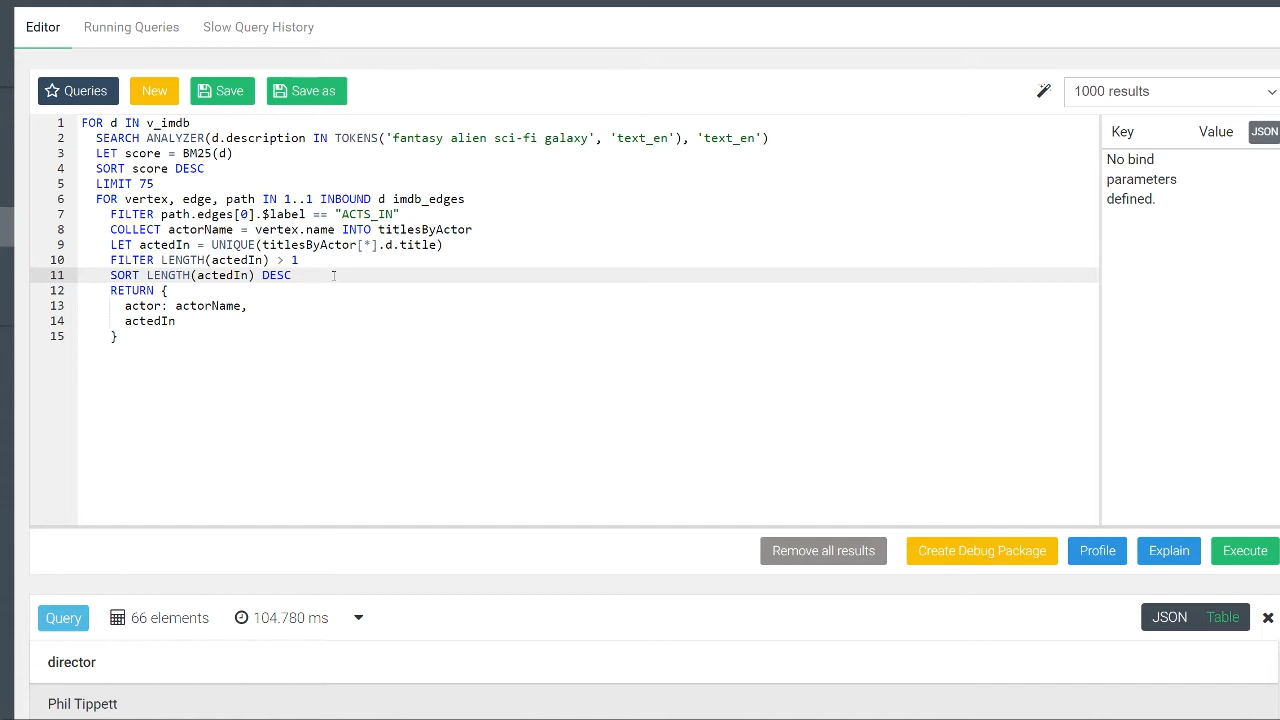 Editor Running Queries Slow Query History
Queries New Save Save as 1000 results
1 FOR d IN v_imdb
2 SEARCH ANALYZER(d.description IN TOKENS('fantasy alien sci-fi galaxy', 'text_en'), 'text_en')
3 LET score = BM25(d)
4 SORT score DESC
5 LIMIT 75
6 FOR vertex, edge, path IN 1..1 INBOUND d imdb_edges
7 FILTER path.edges[0].$label == "ACTS_IN"
8 COLLECT actorName = vertex.name INTO titlesByActor
9 LET actedIn = UNIQUE(titlesByActor[*].d.title)
10 FILTER LENGTH(actedIn) > 1
11 SORT LENGTH(actedIn) DESC
12 RETURN {
13 actor: actorName,
14 actedIn
15 }
Key Value JSON
No bind
parameters
defined.
Remove all results Create Debug Package Profile Explain Execute
Query 66 elements 104.780 ms JSON Table
director
Phil Tippett